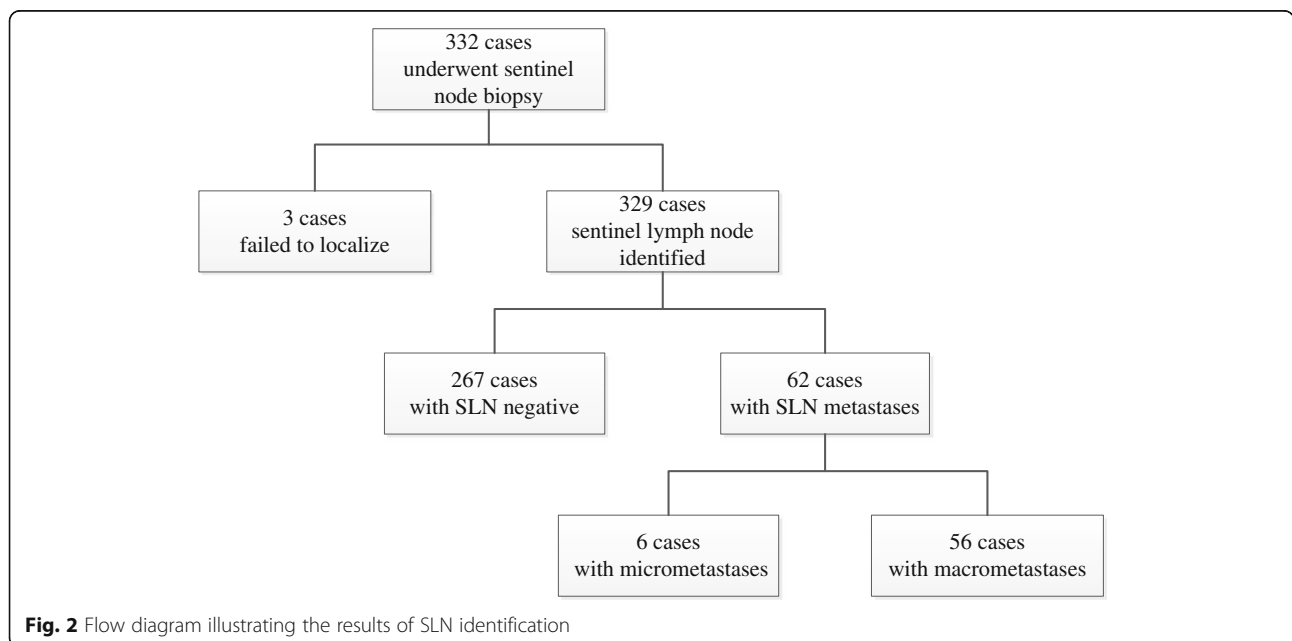 332 cases
underwent sentinel
node biopsy
3 cases
failed to localize
329 cases
sentinel lymph node
identified
267 cases
with SLN negative
62 cases
with SLN metastases
6 cases
with micrometastases
56 cases
with macrometastases
Fig. 2 Flow diagram illustrating the results of SLN identification